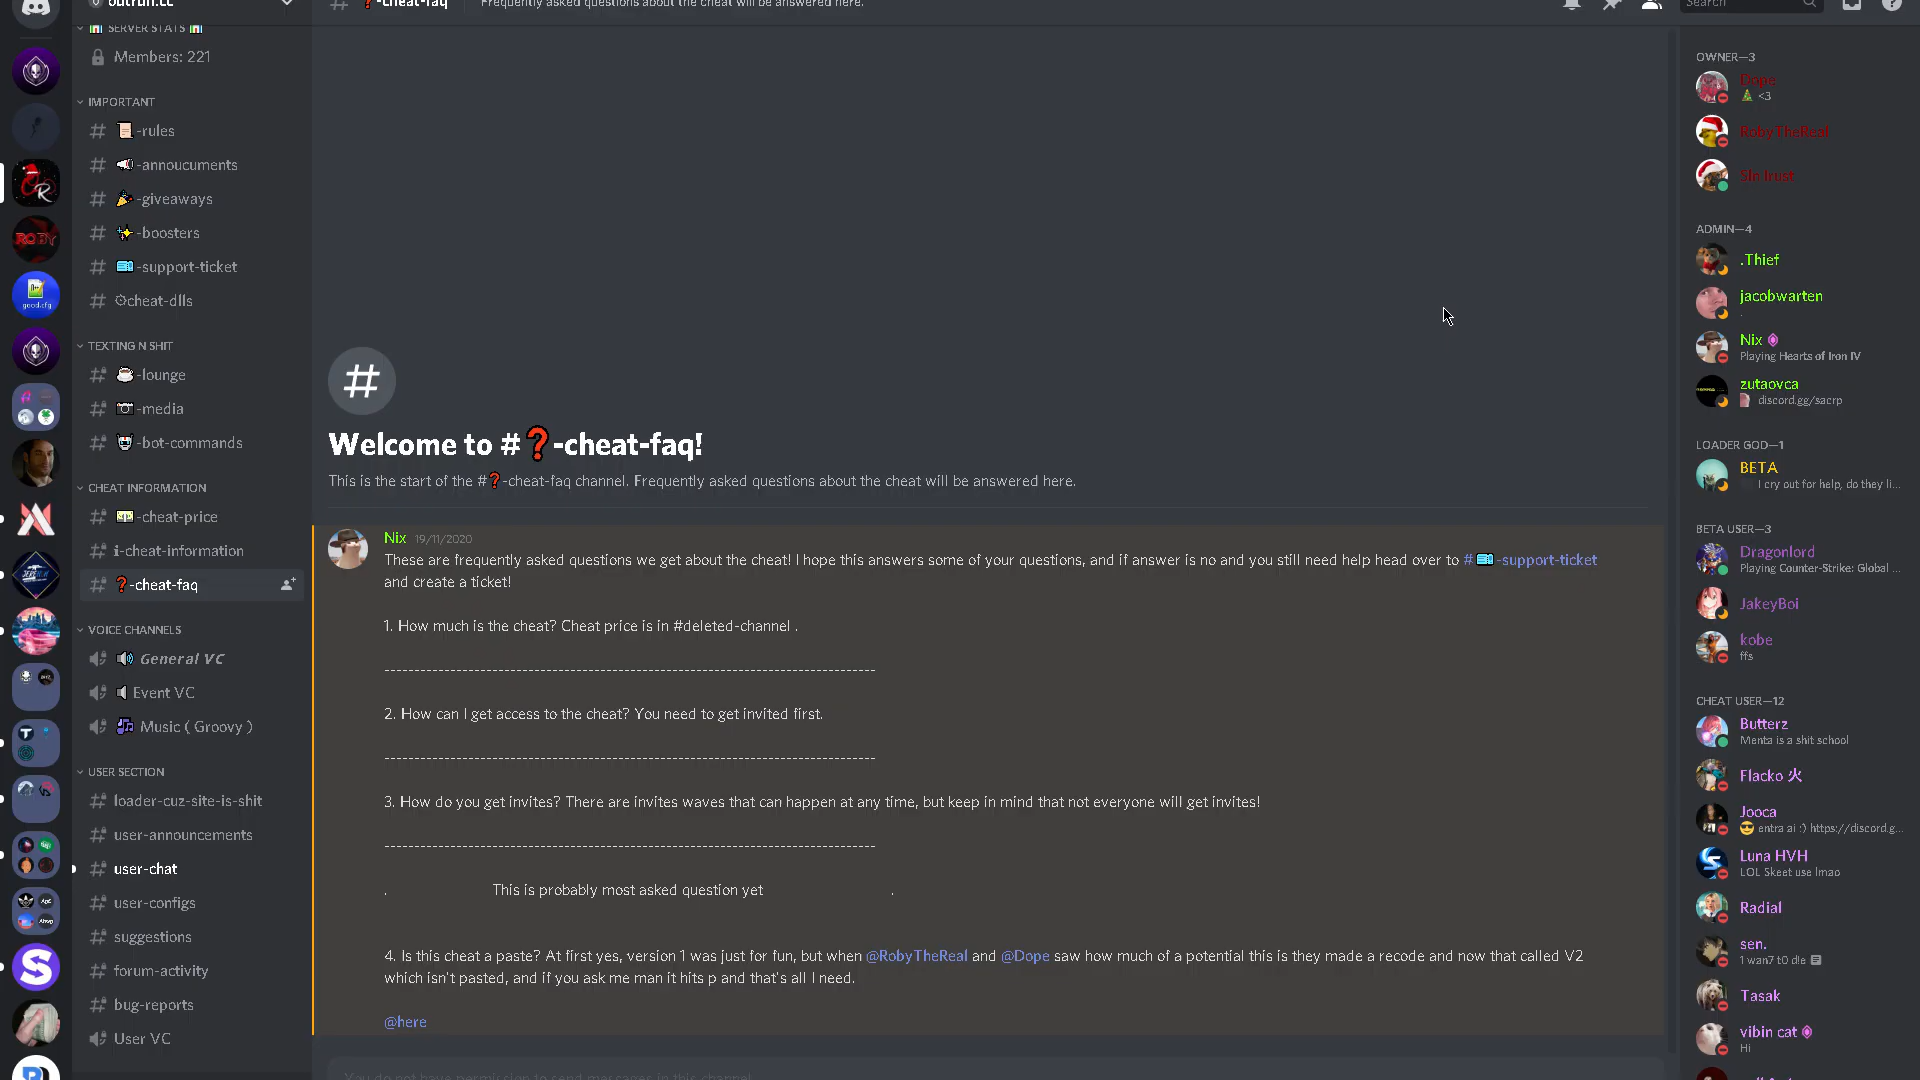 outrun.cc
SERVER STATS
Members: 221
IMPORTANT
-rules
-annoucuments
-giveaways
-boosters
-support-ticket
cheat-dlls
TEXTING N SHIT
-lounge
-media
-bot-commands
CHEAT INFORMATION
-cheat-price
i-cheat-information
❓-cheat-faq
VOICE CHANNELS
General VC
Event VC
Music ( Groovy )
USER SECTION
loader-cuz-site-is-shit
user-announcements
user-chat
user-configs
suggestions
forum-activity
bug-reports
User VC
ROBY
good.cfg
# ❓-cheat-faq
Frequently asked questions about the cheat will be answered here.
Search
Welcome to #❓-cheat-faq!
This is the start of the #❓-cheat-faq channel. Frequently asked questions about the cheat will be answered here.
Nix 19/11/2020
These are frequently asked questions we get about the cheat! I hope this answers some of your questions, and if answer is no and you still need help head over to # -support-ticket
and create a ticket!
1. How much is the cheat? Cheat price is in #deleted-channel .
--------------------------------------------------------------------------------
2. How can I get access to the cheat? You need to get invited first.
--------------------------------------------------------------------------------
3. How do you get invites? There are invites waves that can happen at any time, but keep in mind that not everyone will get invites!
--------------------------------------------------------------------------------
. This is probably most asked question yet .
4. Is this cheat a paste? At first yes, version 1 was just for fun, but when @RobyTheReal and @Dope saw how much of a potential this is they made a recode and now that called V2
which isn't pasted, and if you ask me man it hits p and that's all I need.
@here
You do not have permission to send messages in this channel.
OWNER—3
Dope
<3
RobyTheReal
ADMIN—4
.Thief
jacobwarten
.
Nix
Playing Hearts of Iron IV
zutaovca
discord.gg/sacrp
LOADER GOD—1
BETA
I cry out for help, do they li...
BETA USER—3
Dragonlord
Playing Counter-Strike: Global ...
JakeyBoi
kobe
ffs
CHEAT USER—12
Butterz
Menta is a shit school
Flacko 火
Jooca
entra ai :) https://discord.g...
Luna HVH
LOL Skeet use lmao
Radial
sen.
1 wan7 t0 d!e
Tasak
vibin cat
Hi